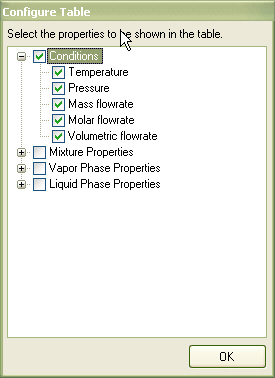 Configure Table
Select the properties to be shown in the table.
Conditions
Temperature
Pressure
Mass flowrate
Molar flowrate
Volumetric flowrate
Mixture Properties
Vapor Phase Properties
Liquid Phase Properties
OK